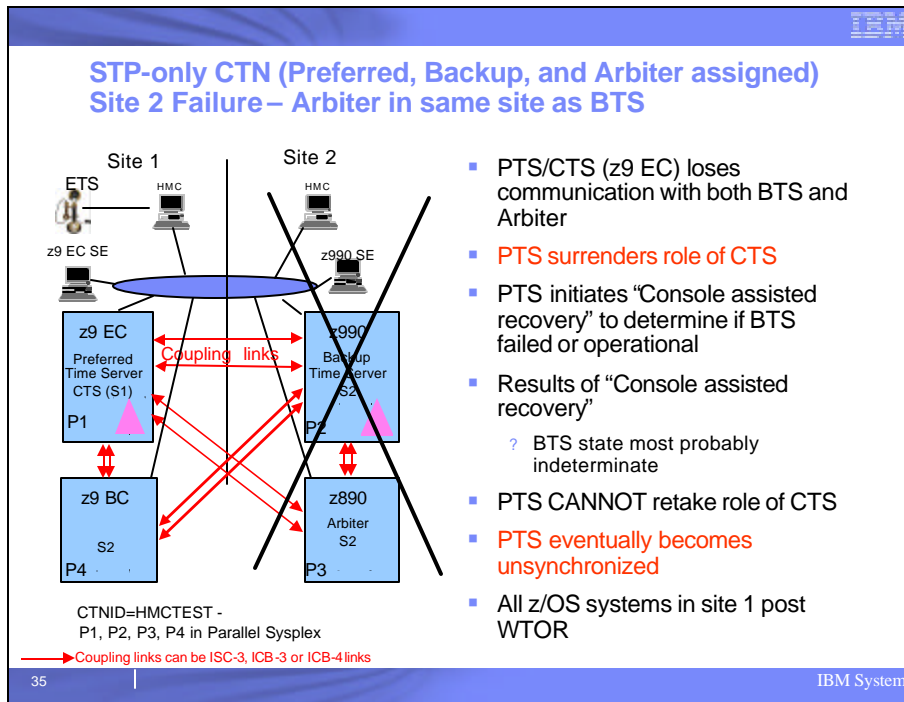 IBM
STP-only CTN (Preferred, Backup, and Arbiter assigned)
Site 2 Failure – Arbiter in same site as BTS
Site 1
Site 2
ETS
HMC
HMC
z9 EC SE
z990 SE
z9 EC
Preferred
Time Server
CTS (S1)
P1
Coupling links
z990
Backup
Time Server
S2
P2
z9 BC
S2
P4
z890
Arbiter
S2
P3
CTNID=HMCTEST -
P1, P2, P3, P4 in Parallel Sysplex
Coupling links can be ISC-3, ICB-3 or ICB-4 links
PTS/CTS (z9 EC) loses
communication with both BTS and
Arbiter
PTS surrenders role of CTS
PTS initiates “Console assisted
recovery” to determine if BTS
failed or operational
Results of “Console assisted
recovery”
? BTS state most probably
indeterminate
PTS CANNOT retake role of CTS
PTS eventually becomes
unsynchronized
All z/OS systems in site 1 post
WTOR
35
IBM System